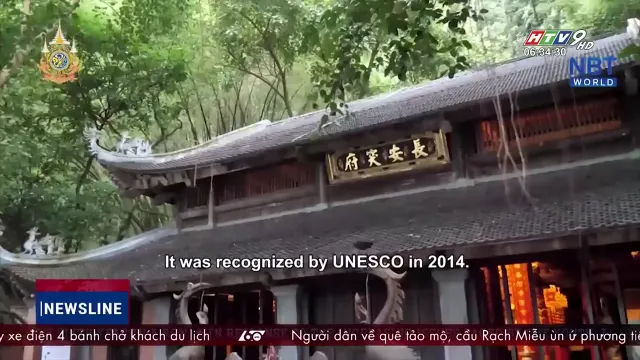 HTV9 HD
06:34:30
NBT
WORLD
長安突府
It was recognized by UNESCO in 2014.
NEWSLINE
y xe điện 4 bánh chở khách du lịch
360
Người dân về quê tảo mộ, cầu Rạch Miễu ùn ứ phương ti